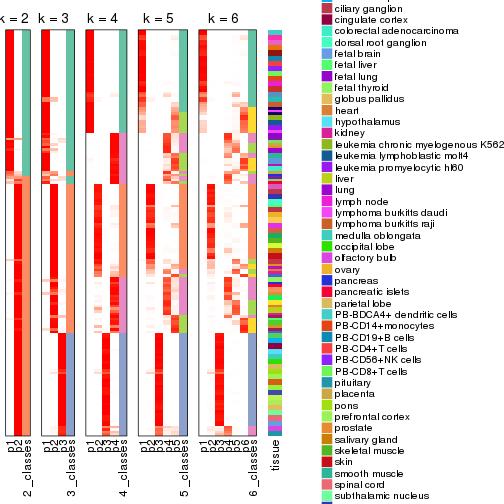 k = 2 k = 3 k = 4 k = 5 k = 6
ciliary ganglion
cingulate cortex
colorectal adenocarcinoma
dorsal root ganglion
fetal brain
fetal liver
fetal lung
fetal thyroid
globus pallidus
heart
hypothalamus
kidney
leukemia chronic myelogenous K562
leukemia lymphoblastic molt4
leukemia promyelocytic hl60
liver
lung
lymph node
lymphoma burkitts daudi
lymphoma burkitts raji
medulla oblongata
occipital lobe
olfactory bulb
ovary
pancreas
pancreatic islets
parietal lobe
PB-BDCA4+ dendritic cells
PB-CD14+ monocytes
PB-CD19+ B cells
PB-CD4+ T cells
PB-CD56+ NK cells
PB-CD8+ T cells
pituitary
placenta
pons
prefrontal cortex
prostate
salivary gland
skeletal muscle
skin
smooth muscle
spinal cord
subthalamic nucleus
p1
p2
2_classes
p1
p2
p3
3_classes
p1
p2
p3
p4
4_classes
p1
p2
p3
p4
p5
5_classes
p1
p2
p3
p4
p5
p6
6_classes
tissue